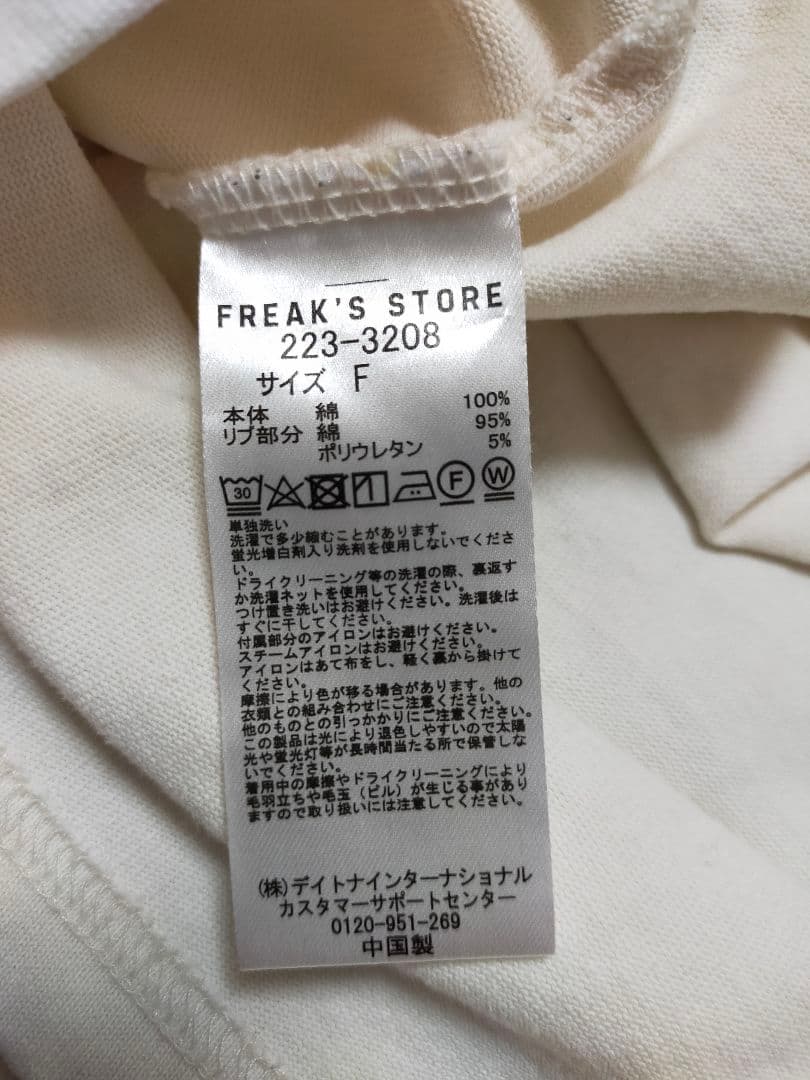 FREAK'S STORE
223-3208
サイズ F
本体 綿 100%
リブ部分 綿 95%
ポリウレタン 5%
30 F W
単独洗い
洗濯で多少縮むことがあります。
蛍光増白剤入り洗剤を使用しないでくださ
い。
ドライクリーニング等の洗濯の際、裏返す
か洗濯ネットを使用してください。
つけ置き洗いはお避けください。洗濯後は
すぐに干してください。
付属部分のアイロンはお避けください。
スチームアイロンはお避けください。
アイロンはあて布をし、軽く裏から掛けて
ください。
摩擦により色が移る場合があります。他の
衣類との組み合わせにご注意ください。
他のものとの引っかかりにご注意ください。
この製品は光により退色しやすいので太陽
光や蛍光灯等が長時間当たる所で保管しな
いでください。
着用中の摩擦やドライクリーニングにより
毛羽立ちや毛玉（ピル）が生じる事があり
ますので取り扱いには注意してください。
(株)デイトナインターナショナル
カスタマーサポートセンター
0120-951-269
中国製